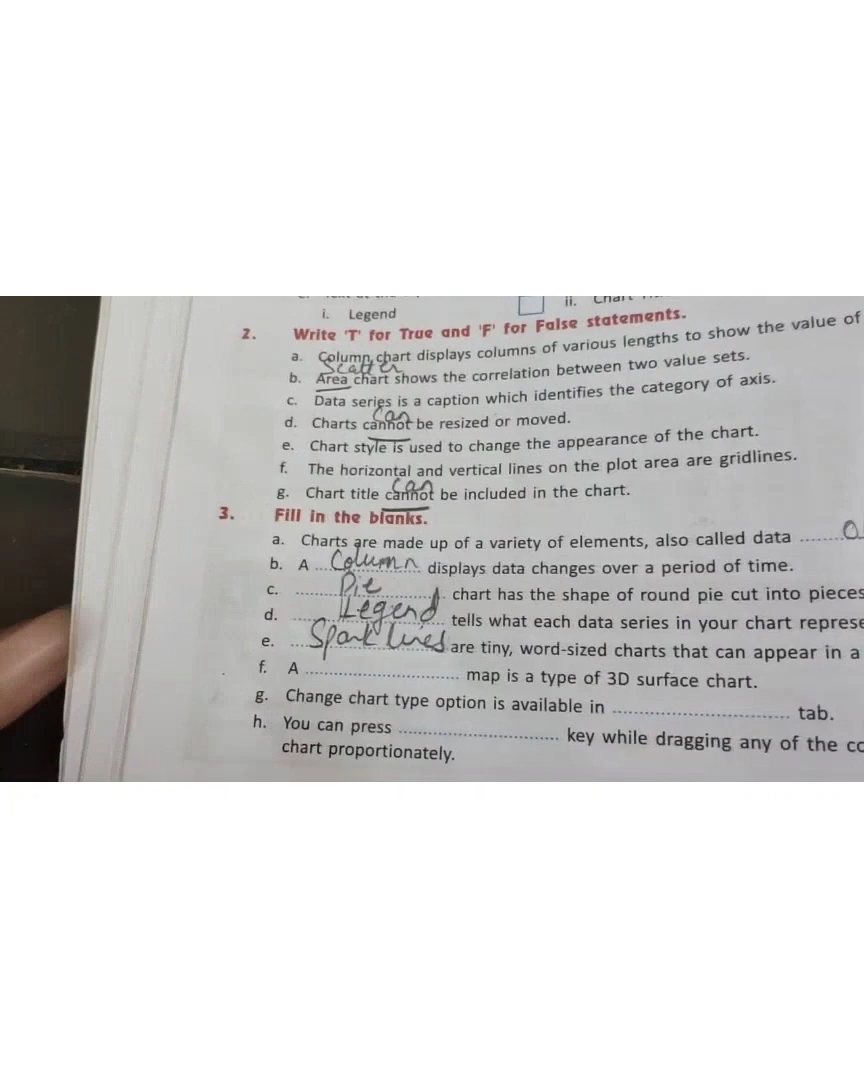 i. Legend ii.
2. Write 'T' for True and 'F' for False statements.
a. Column chart displays columns of various lengths to show the value of
Scatter
b. Area chart shows the correlation between two value sets.
c. Data series is a caption which identifies the category of axis.
can
d. Charts cannot be resized or moved.
e. Chart style is used to change the appearance of the chart.
f. The horizontal and vertical lines on the plot area are gridlines.
can
g. Chart title cannot be included in the chart.
3. Fill in the blanks.
a. Charts are made up of a variety of elements, also called data ........
b. A ... Column ... displays data changes over a period of time.
c. ... Pie ... chart has the shape of round pie cut into pieces
d. ... Legend ... tells what each data series in your chart represe
e. ... Sparklines are tiny, word-sized charts that can appear in a
f. A ................................ map is a type of 3D surface chart.
g. Change chart type option is available in ..................................... tab.
h. You can press ................................. key while dragging any of the co
chart proportionately.